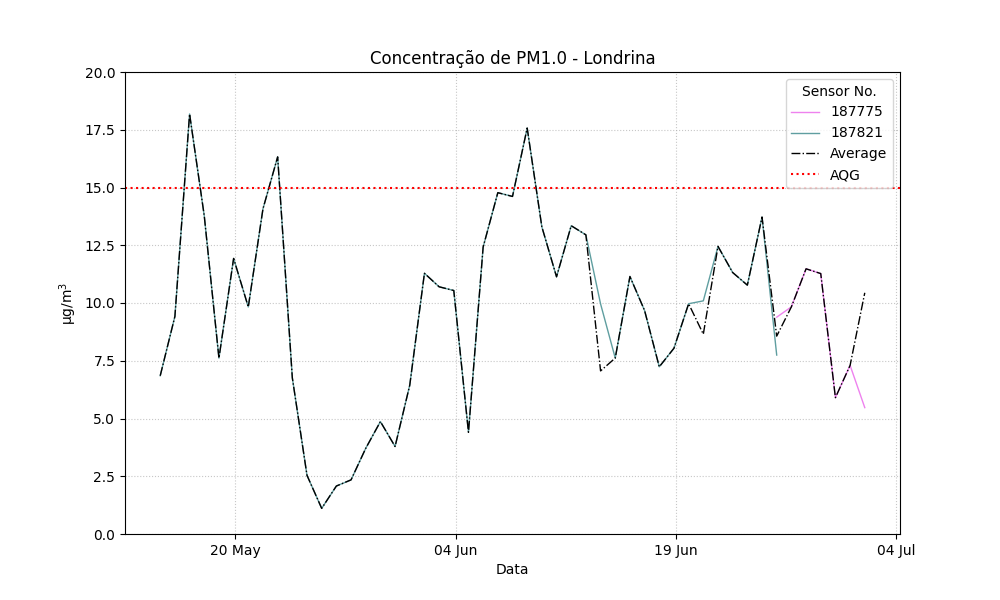 Concentração de PM1.0 - Londrina
Sensor No.
187775
187821
Average
AQG
µg/m³
20.0
17.5
15.0
12.5
10.0
7.5
5.0
2.5
0.0
20 May
04 Jun
19 Jun
04 Jul
Data